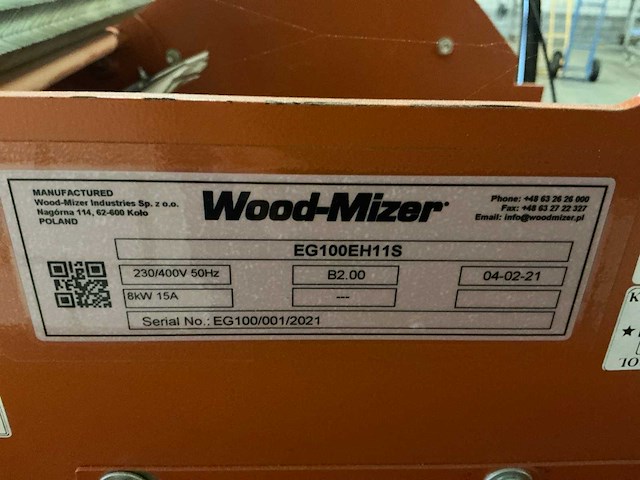 MANUFACTURED
Wood-Mizer Industries Sp. z o.o.
Nagórna 114, 62-600 Koło
POLAND
Wood-Mizer
Phone: +48 63 26 26 000
Fax: +48 63 27 22 327
Email: info@woodmizer.pl
EG100EH11S
230/400V 50Hz B2.00 04-02-21
8kW 15A ---
Serial No.: EG100/001/2021